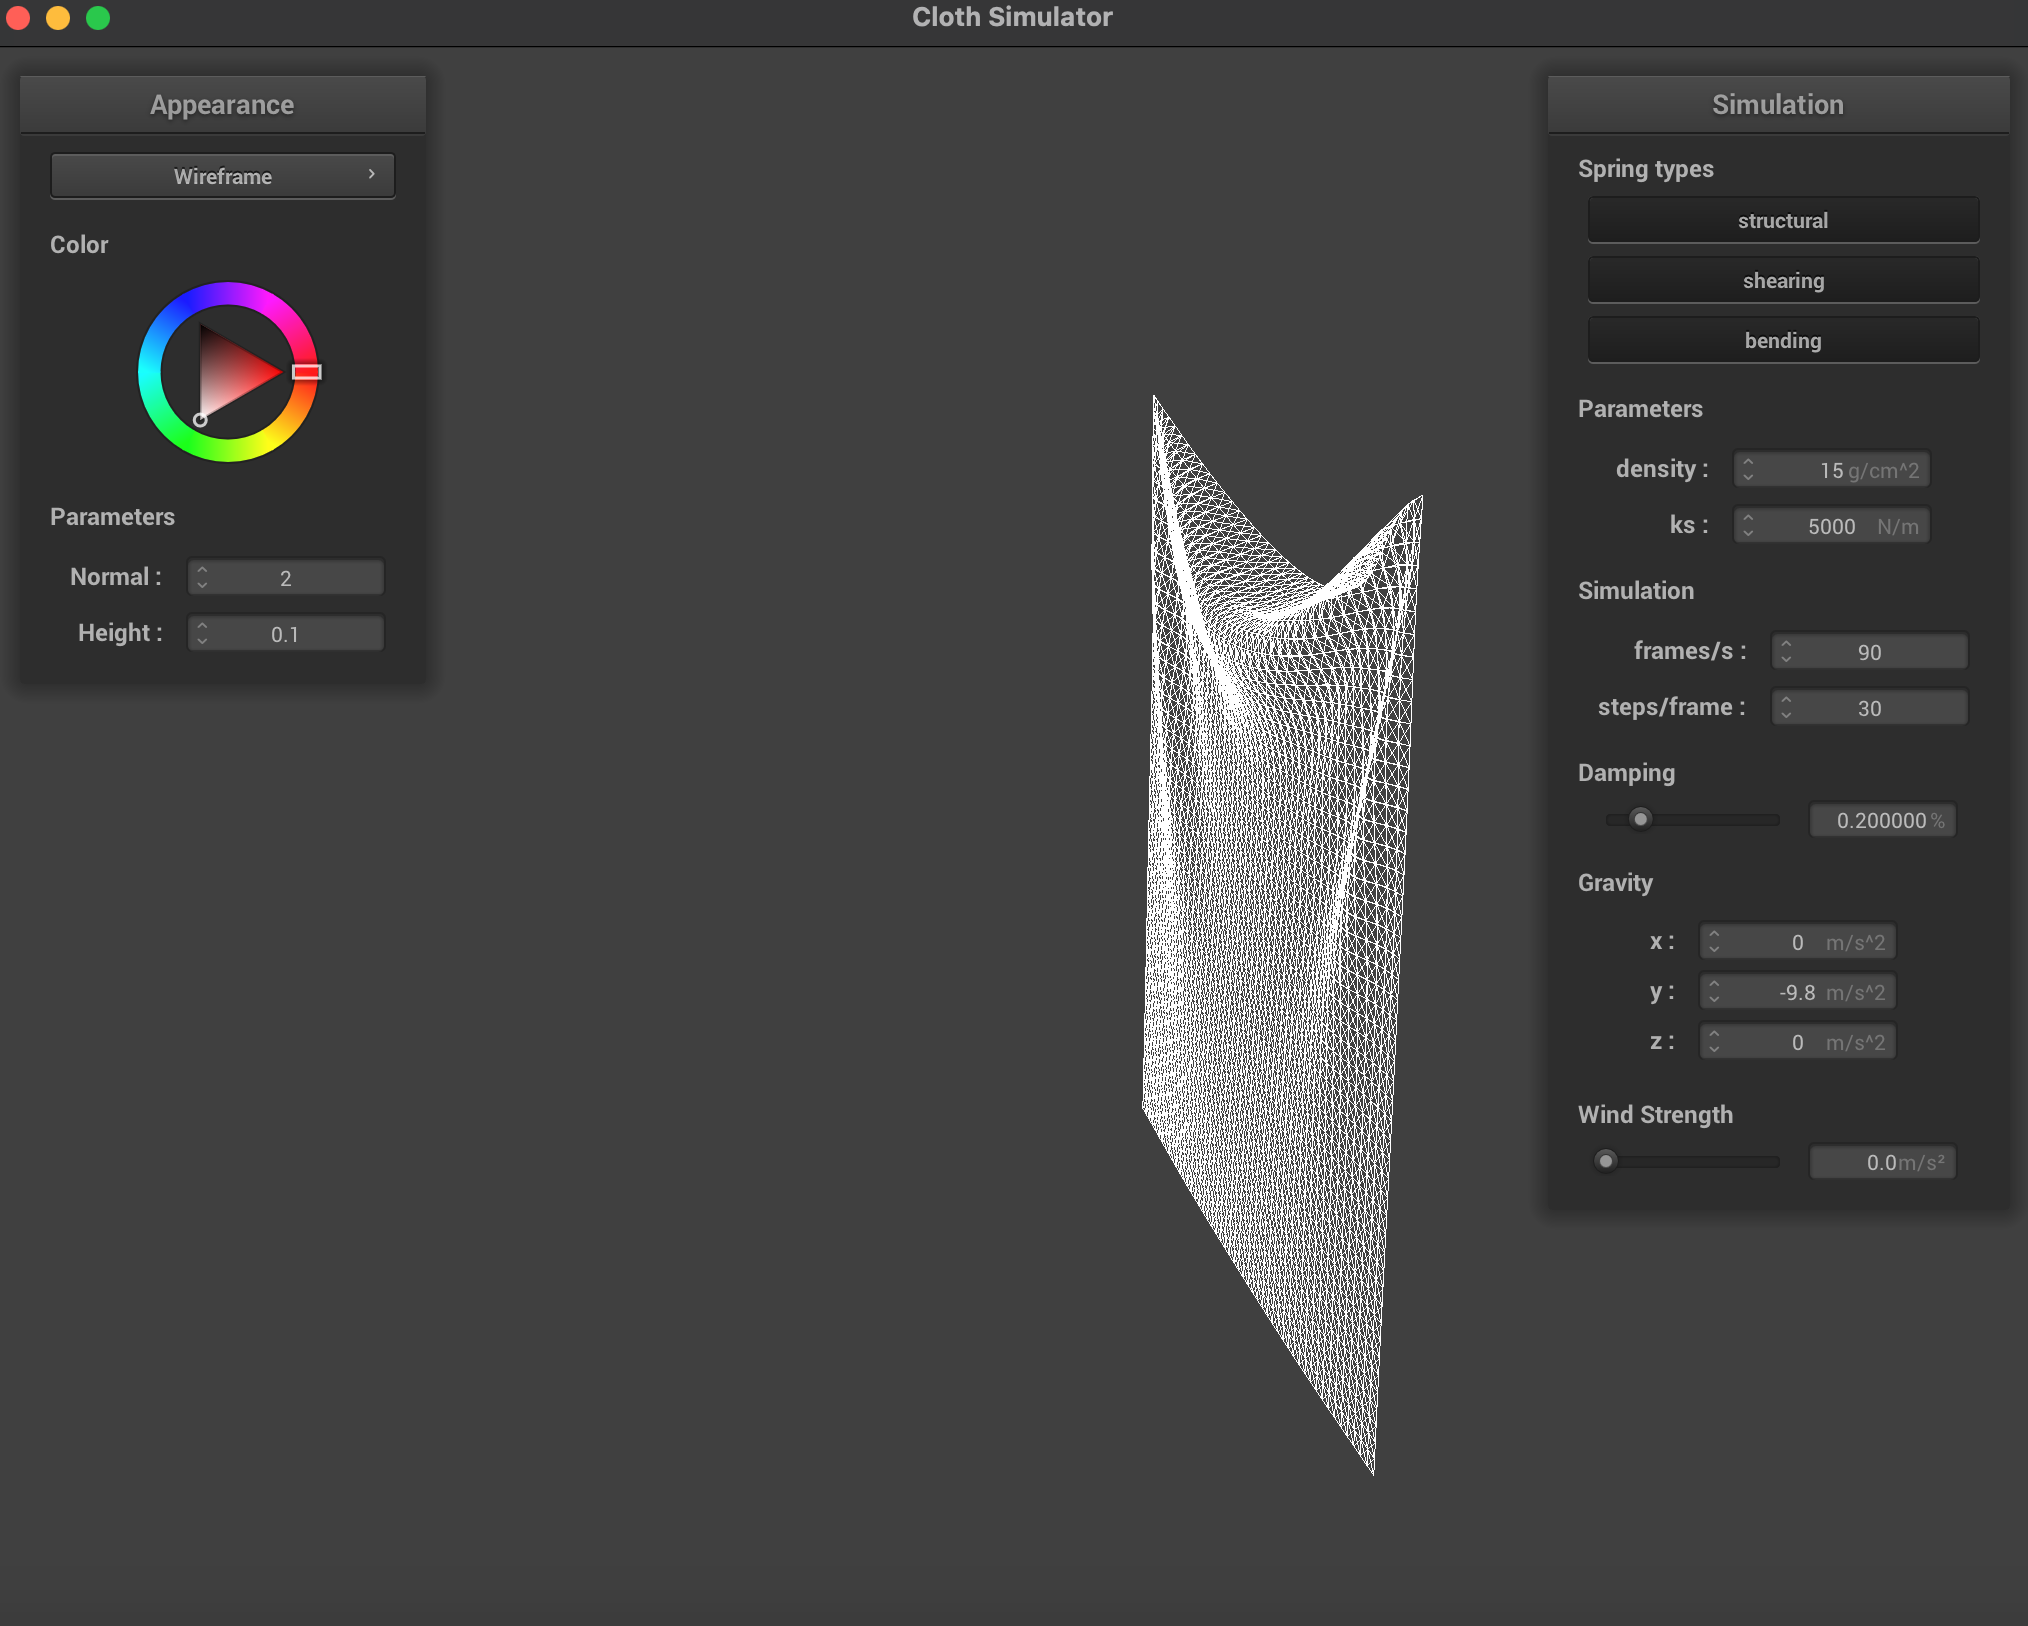 Cloth Simulator
Appearance
Wireframe
Color
Parameters
Normal : 2
Height : 0.1
Simulation
Spring types
structural
shearing
bending
Parameters
density : 15 g/cm^2
ks : 5000 N/m
Simulation
frames/s : 90
steps/frame : 30
Damping
0.200000 %
Gravity
x : 0 m/s^2
y : -9.8 m/s^2
z : 0 m/s^2
Wind Strength
0.0m/s²